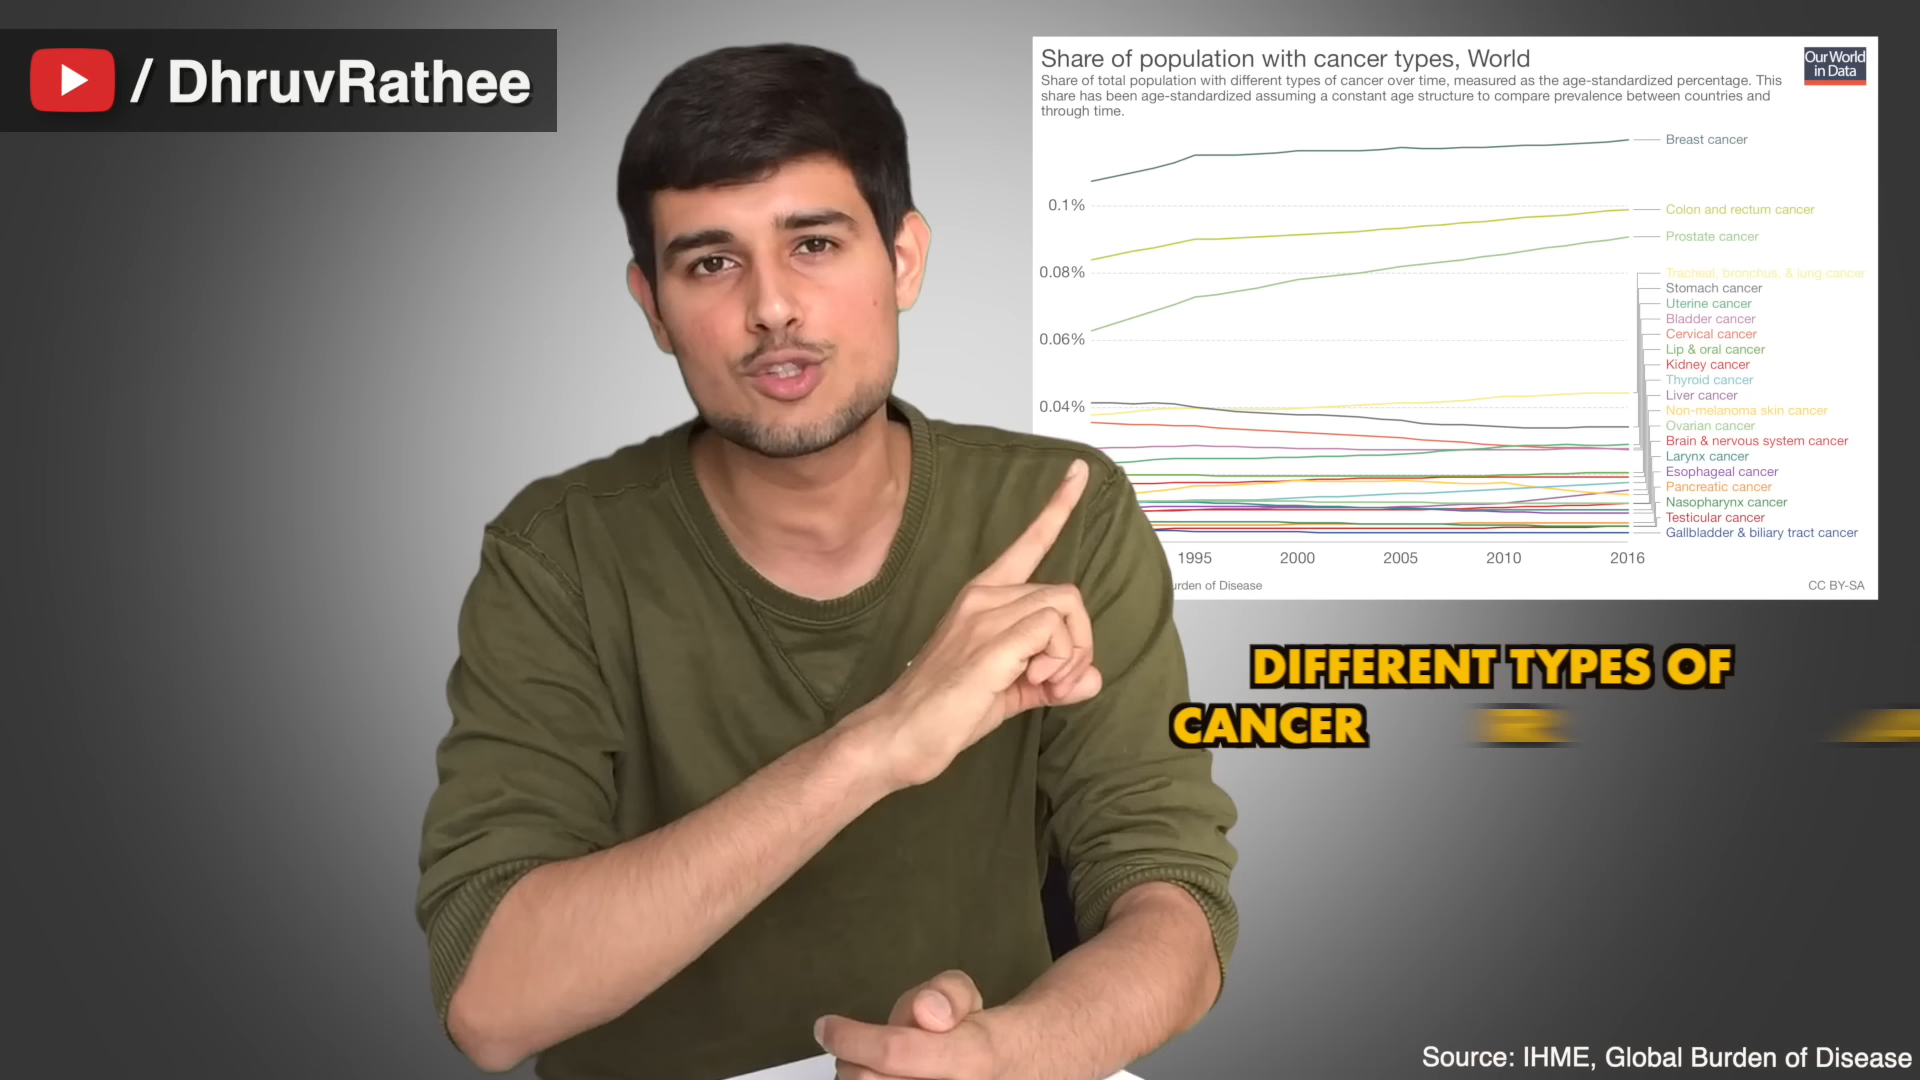 / DhruvRathee
Share of population with cancer types, World
Our World
in Data
Share of total population with different types of cancer over time, measured as the age-standardized percentage. This
share has been age-standardized assuming a constant age structure to compare prevalence between countries and
through time.
Breast cancer
0.1%
Colon and rectum cancer
Prostate cancer
0.08%
Tracheal, bronchus, & lung cancer
Stomach cancer
Uterine cancer
Bladder cancer
Cervical cancer
0.06%
Lip & oral cancer
Kidney cancer
Thyroid cancer
Liver cancer
0.04%
Non-melanoma skin cancer
Ovarian cancer
Brain & nervous system cancer
Larynx cancer
Esophageal cancer
Pancreatic cancer
Nasopharynx cancer
Testicular cancer
Gallbladder & biliary tract cancer
1995 2000 2005 2010 2016
of Disease
CC BY-SA
DIFFERENT TYPES OF
CANCER
Source: IHME, Global Burden of Disease